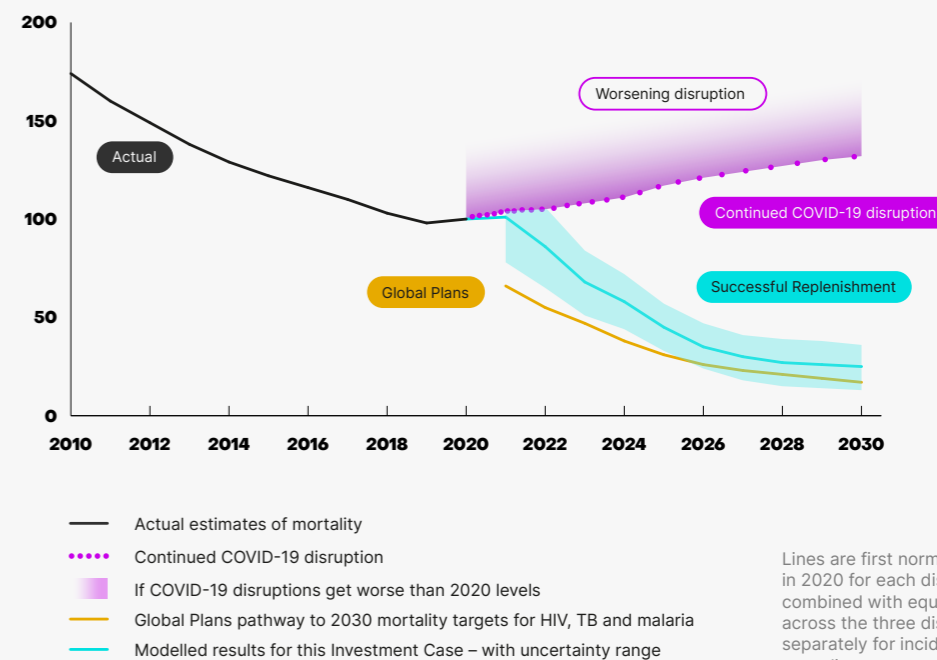 200
Worsening disruption
150
Actual
Continued COVID-19 disruption
100
Global Plans
Successful Replenishment
50
0
2010 2012 2014 2016 2018 2020 2022 2024 2026 2028 2030
Actual estimates of mortality
Continued COVID-19 disruption
If COVID-19 disruptions get worse than 2020 levels
Global Plans pathway to 2030 mortality targets for HIV, TB and malaria
Modelled results for this Investment Case – with uncertainty range
Lines are first norm
in 2020 for each dis
combined with equ
across the three dis
separately for incid